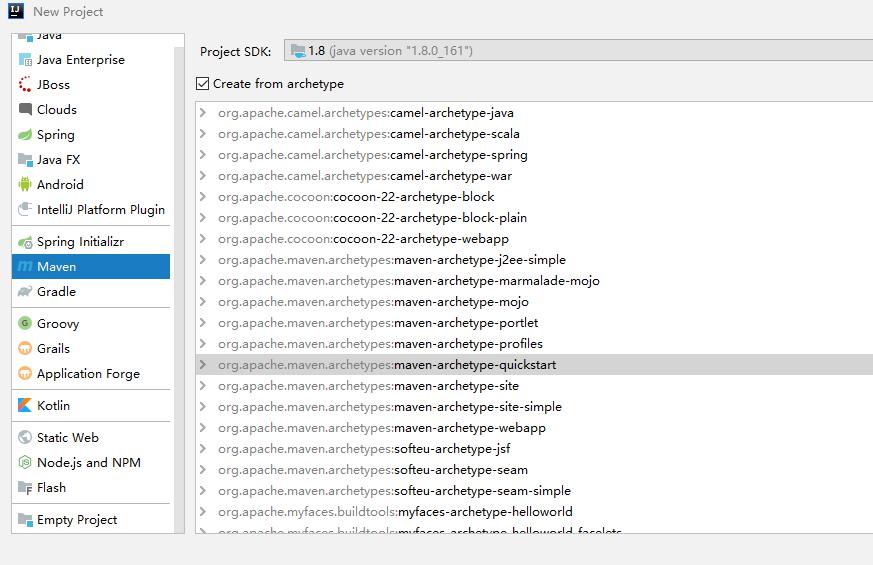 New Project
Java
Java Enterprise
JBoss
Clouds
Spring
Java FX
Android
IntelliJ Platform Plugin
Spring Initializr
Maven
Gradle
Groovy
Grails
Application Forge
Kotlin
Static Web
Node.js and NPM
Flash
Empty Project
Project SDK: 1.8 (java version "1.8.0_161")
Create from archetype
org.apache.camel.archetypes:camel-archetype-java
org.apache.camel.archetypes:camel-archetype-scala
org.apache.camel.archetypes:camel-archetype-spring
org.apache.camel.archetypes:camel-archetype-war
org.apache.cocoon:cocoon-22-archetype-block
org.apache.cocoon:cocoon-22-archetype-block-plain
org.apache.cocoon:cocoon-22-archetype-webapp
org.apache.maven.archetypes:maven-archetype-j2ee-simple
org.apache.maven.archetypes:maven-archetype-marmalade-mojo
org.apache.maven.archetypes:maven-archetype-mojo
org.apache.maven.archetypes:maven-archetype-portlet
org.apache.maven.archetypes:maven-archetype-profiles
org.apache.maven.archetypes:maven-archetype-quickstart
org.apache.maven.archetypes:maven-archetype-site
org.apache.maven.archetypes:maven-archetype-site-simple
org.apache.maven.archetypes:maven-archetype-webapp
org.apache.maven.archetypes:softeu-archetype-jsf
org.apache.maven.archetypes:softeu-archetype-seam
org.apache.maven.archetypes:softeu-archetype-seam-simple
org.apache.myfaces.buildtools:myfaces-archetype-helloworld
org.apache.myfaces.buildtools:myfaces-archetype-helloworld-facelets